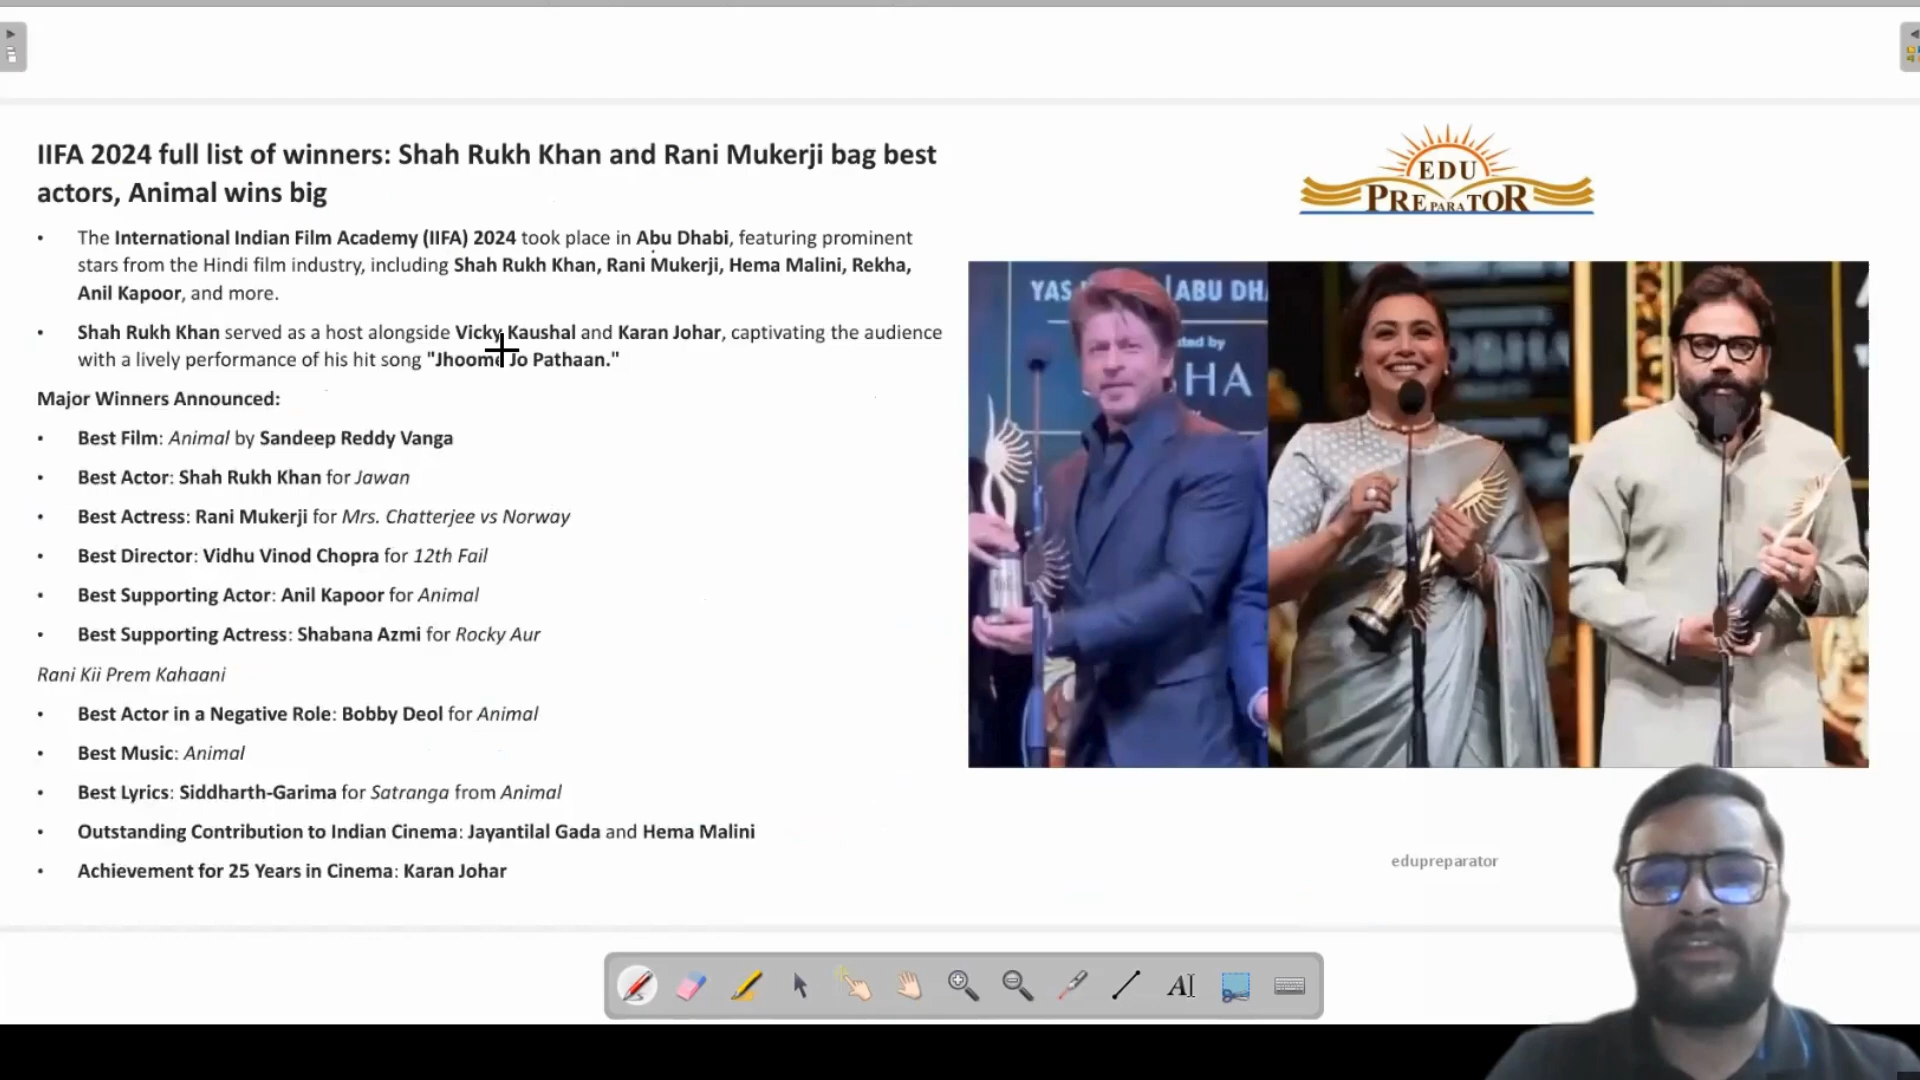 IIFA 2024 full list of winners: Shah Rukh Khan and Rani Mukerji bag best
actors, Animal wins big
• The International Indian Film Academy (IIFA) 2024 took place in Abu Dhabi, featuring prominent
stars from the Hindi film industry, including Shah Rukh Khan, Rani Mukerji, Hema Malini, Rekha,
Anil Kapoor, and more.
• Shah Rukh Khan served as a host alongside Vicky Kaushal and Karan Johar, captivating the audience
with a lively performance of his hit song "Jhoome Jo Pathaan."
Major Winners Announced:
• Best Film: Animal by Sandeep Reddy Vanga
• Best Actor: Shah Rukh Khan for Jawan
• Best Actress: Rani Mukerji for Mrs. Chatterjee vs Norway
• Best Director: Vidhu Vinod Chopra for 12th Fail
• Best Supporting Actor: Anil Kapoor for Animal
• Best Supporting Actress: Shabana Azmi for Rocky Aur
Rani Kii Prem Kahaani
• Best Actor in a Negative Role: Bobby Deol for Animal
• Best Music: Animal
• Best Lyrics: Siddharth-Garima for Satranga from Animal
• Outstanding Contribution to Indian Cinema: Jayantilal Gada and Hema Malini
• Achievement for 25 Years in Cinema: Karan Johar
EDU
PREPARATOR
YAS ABU DHA
ted by
HA
edupreparator
AI